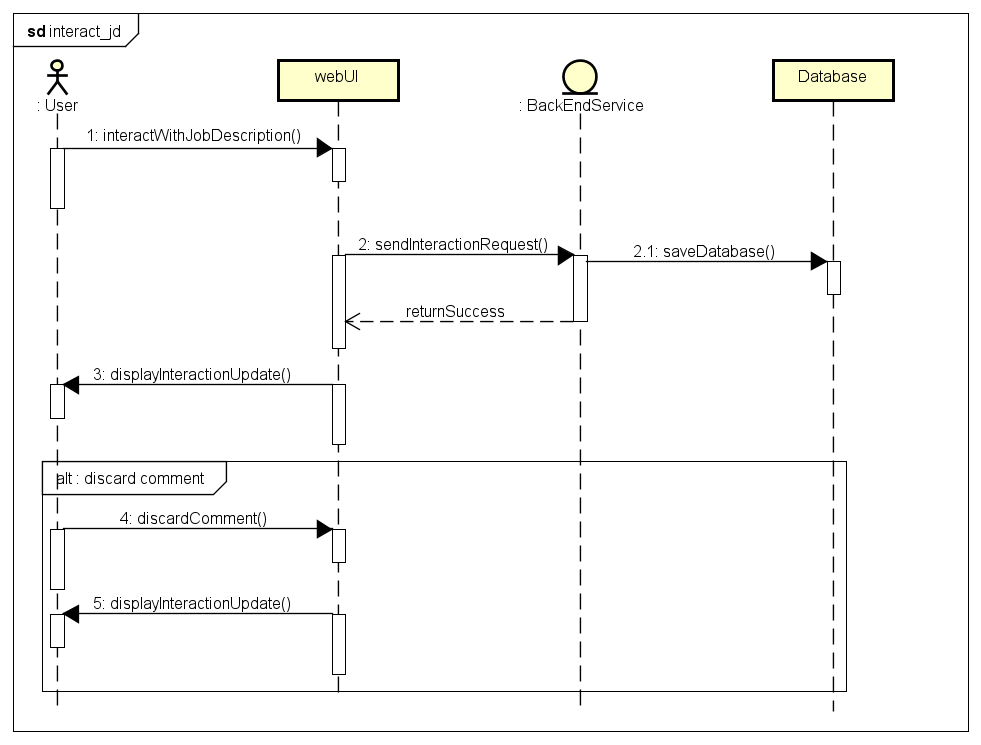 sd interact_jd
: User
webUI
: BackEndService
Database
1: interactWithJobDescription()
2: sendInteractionRequest()
2.1: saveDatabase()
returnSuccess
3: displayInteractionUpdate()
alt : discard comment
4: discardComment()
5: displayInteractionUpdate()